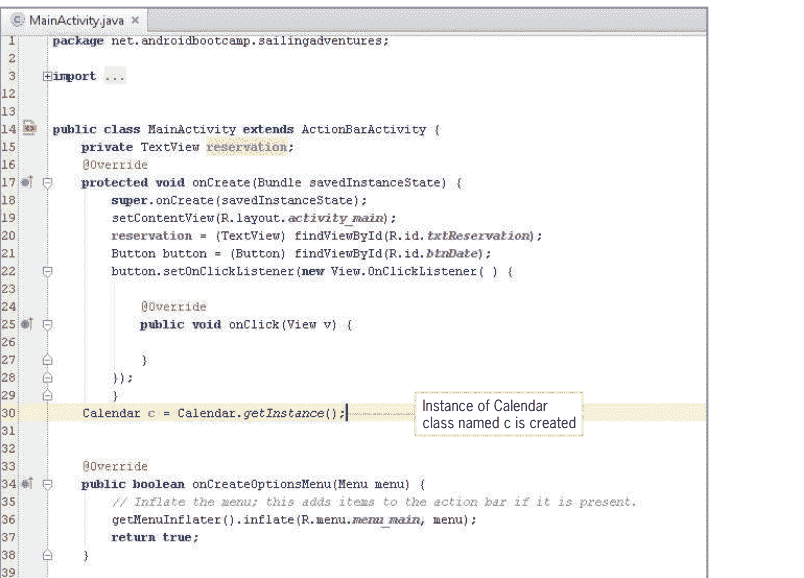 MainActivity.java
1 package net.androidbootcamp.sailingadventures;
2
3 import ...
12
13
14 public class MainActivity extends ActionBarActivity {
15 private TextView reservation;
16 @Override
17 protected void onCreate(Bundle savedInstanceState) {
18 super.onCreate(savedInstanceState);
19 setContentView(R.layout.activity_main);
20 reservation = (TextView) findViewById(R.id.txtReservation);
21 Button button = (Button) findViewById(R.id.btnDate);
22 button.setOnClickListener(new View.OnClickListener( ) {
23
24 @Override
25 public void onClick(View v) {
26
27 }
28 });
29 }
30 Calendar c = Calendar.getInstance();
Instance of Calendar
class named c is created
31
32
33 @Override
34 public boolean onCreateOptionsMenu(Menu menu) {
35 // Inflate the menu; this adds items to the action bar if it is present.
36 getMenuInflater().inflate(R.menu.menu_main, menu);
37 return true;
38 }
39